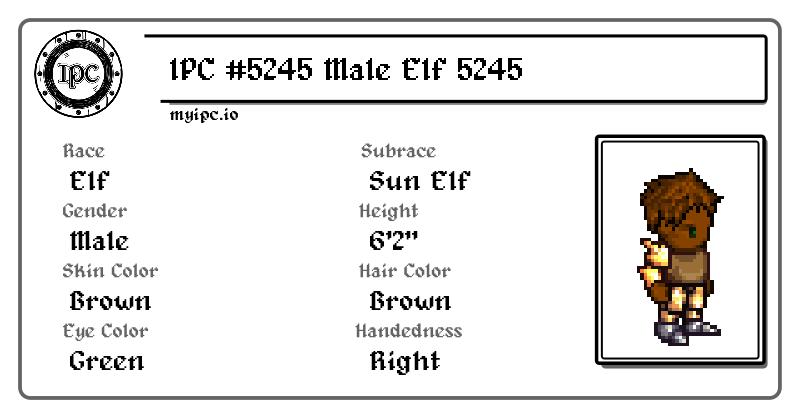 IPC
IPC #5245 Male Elf 5245
myipc.io
Race
Elf
Subrace
Sun Elf
Gender
Male
Height
6'2"
Skin Color
Brown
Hair Color
Brown
Eye Color
Green
Handedness
Right